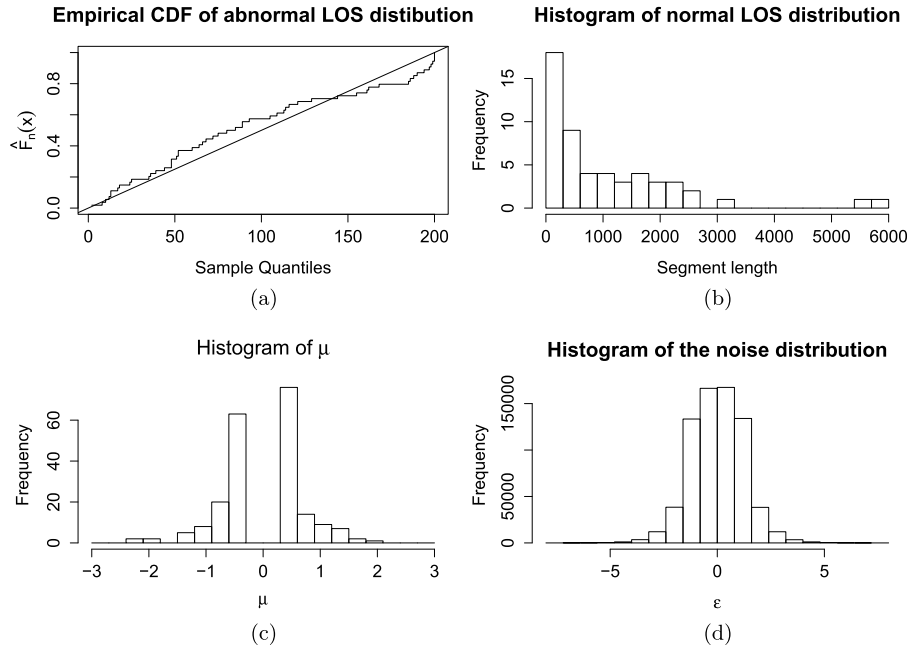 Empirical CDF of abnormal LOS distibution
F̂n(x)
0.0 0.4 0.8
0 50 100 150 200
Sample Quantiles
(a)
Histogram of normal LOS distribution
Frequency
0 5 10 15
0 1000 2000 3000 4000 5000 6000
Segment length
(b)
Histogram of μ
Frequency
0 20 40 60
−3 −2 −1 0 1 2 3
μ
(c)
Histogram of the noise distribution
Frequency
0 50000 150000
−5 0 5
ε
(d)